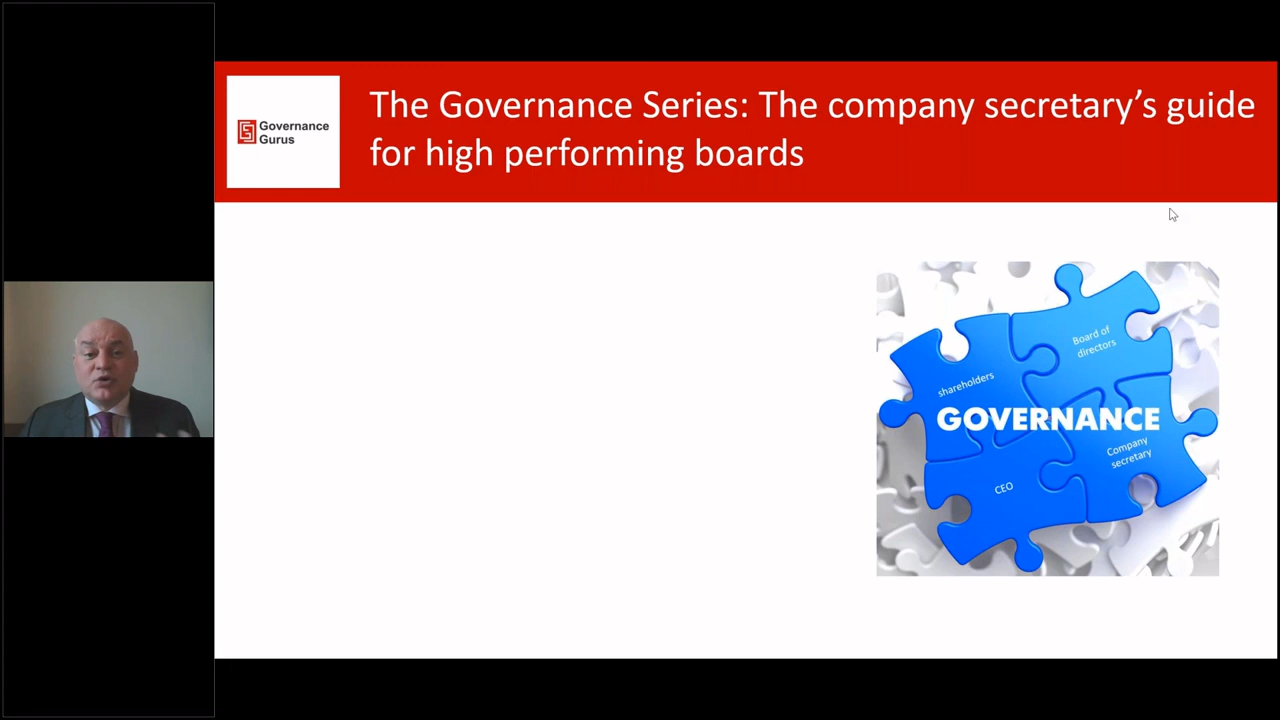 Governance
Gurus
The Governance Series: The company secretary’s guide
for high performing boards
Board of
directors
shareholders
GOVERNANCE
Company
secretary
CEO